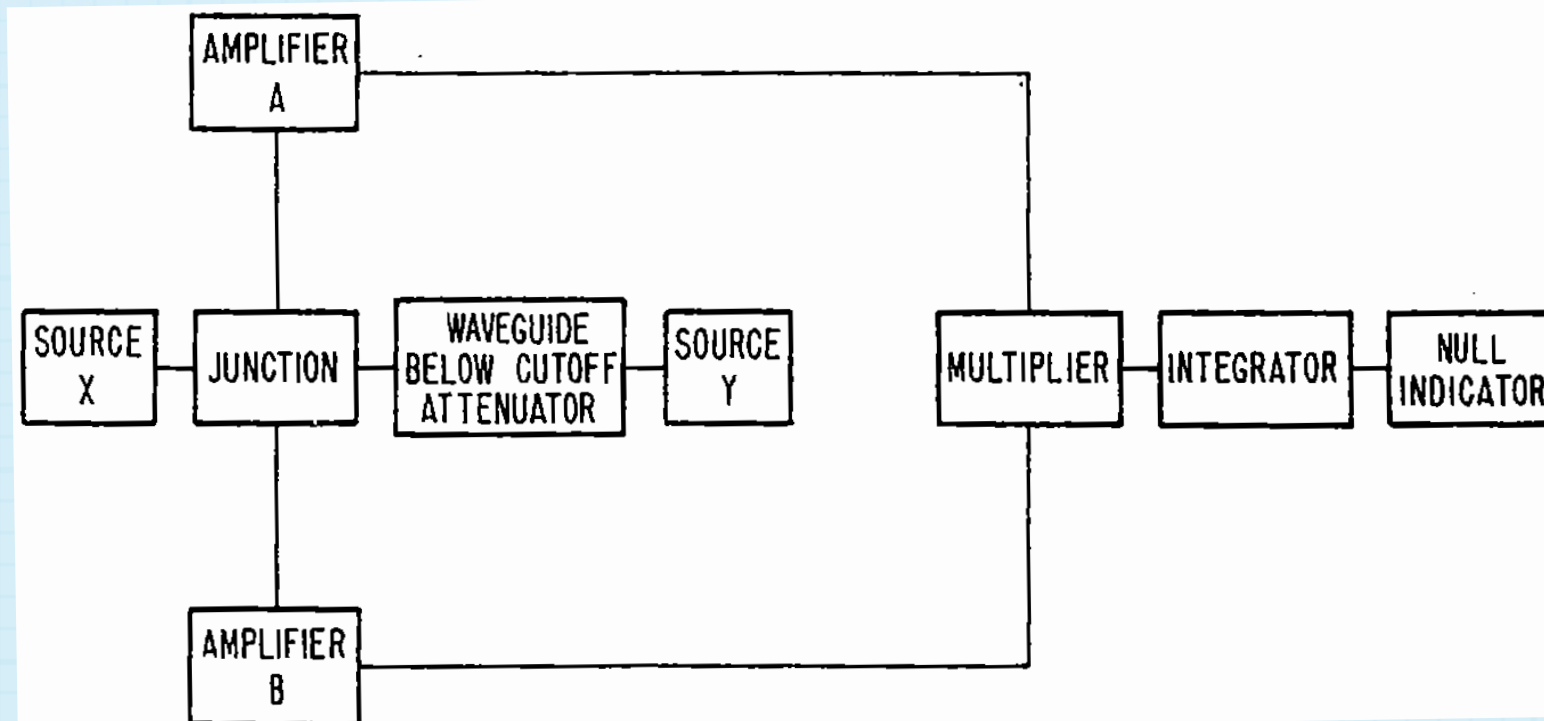 AMPLIFIER
A
SOURCE
X
JUNCTION
WAVEGUIDE
BELOW CUTOFF
ATTENUATOR
SOURCE
Y
MULTIPLIER
INTEGRATOR
NULL
INDICATOR
AMPLIFIER
B